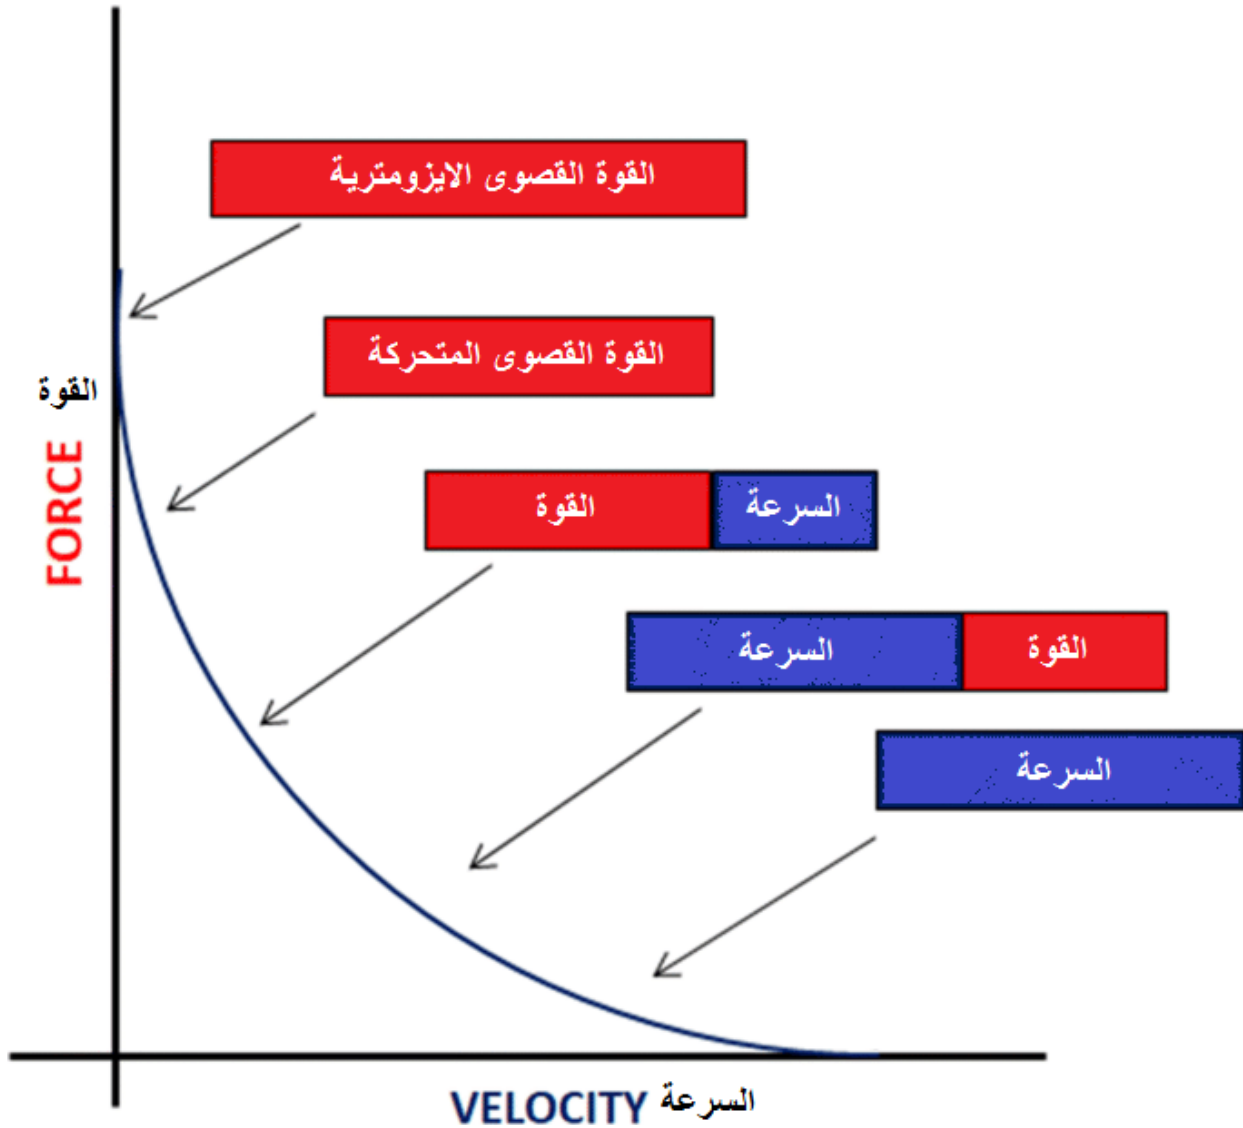 القوة القصوى الايزومترية
القوة القصوى المتحركة
القوة
FORCE
القوة السرعة
السرعة القوة
السرعة
VELOCITY السرعة